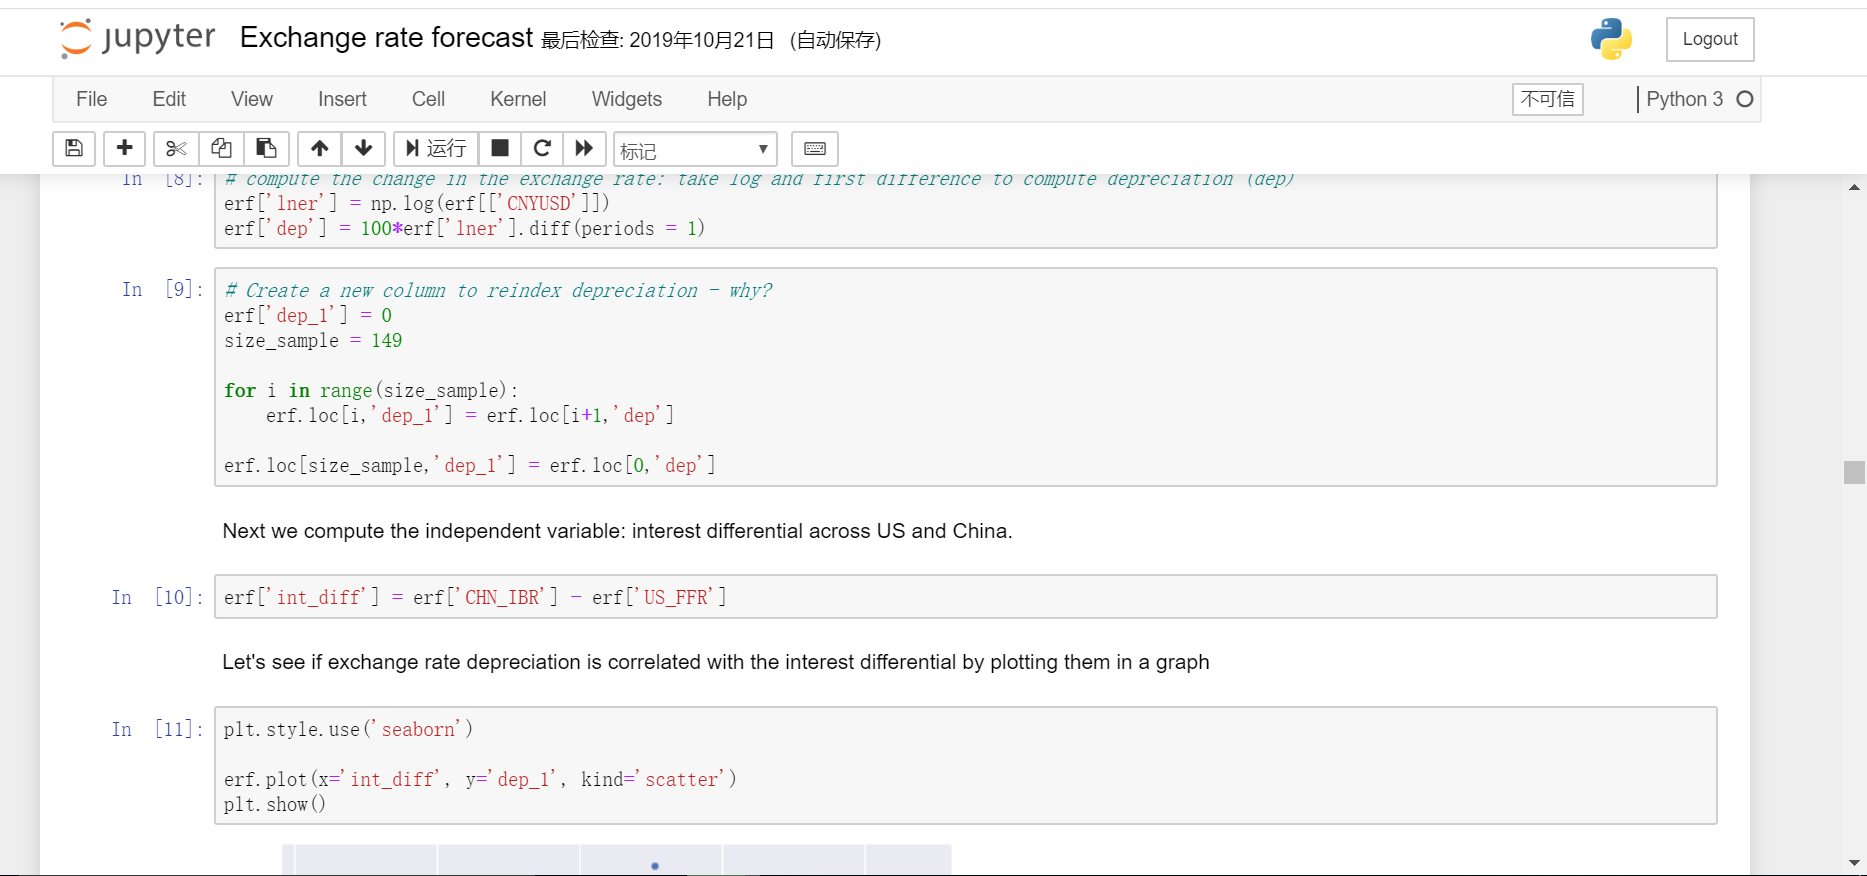 jupyter Exchange rate forecast 最后检查: 2019年10月21日 (自动保存)
Logout
File Edit View Insert Cell Kernel Widgets Help
不可信
Python 3
运行
标记
In [8]: # compute the change in the exchange rate: take log and first difference to compute depreciation (dep)
erf['lner'] = np.log(erf[['CNYUSD']])
erf['dep'] = 100*erf['lner'].diff(periods = 1)
In [9]: # Create a new column to reindex depreciation - why?
erf['dep_1'] = 0
size_sample = 149
for i in range(size_sample):
    erf.loc[i,'dep_1'] = erf.loc[i+1,'dep']
erf.loc[size_sample,'dep_1'] = erf.loc[0,'dep']
Next we compute the independent variable: interest differential across US and China.
In [10]: erf['int_diff'] = erf['CHN_IBR'] - erf['US_FFR']
Let's see if exchange rate depreciation is correlated with the interest differential by plotting them in a graph
In [11]: plt.style.use('seaborn')
erf.plot(x='int_diff', y='dep_1', kind='scatter')
plt.show()